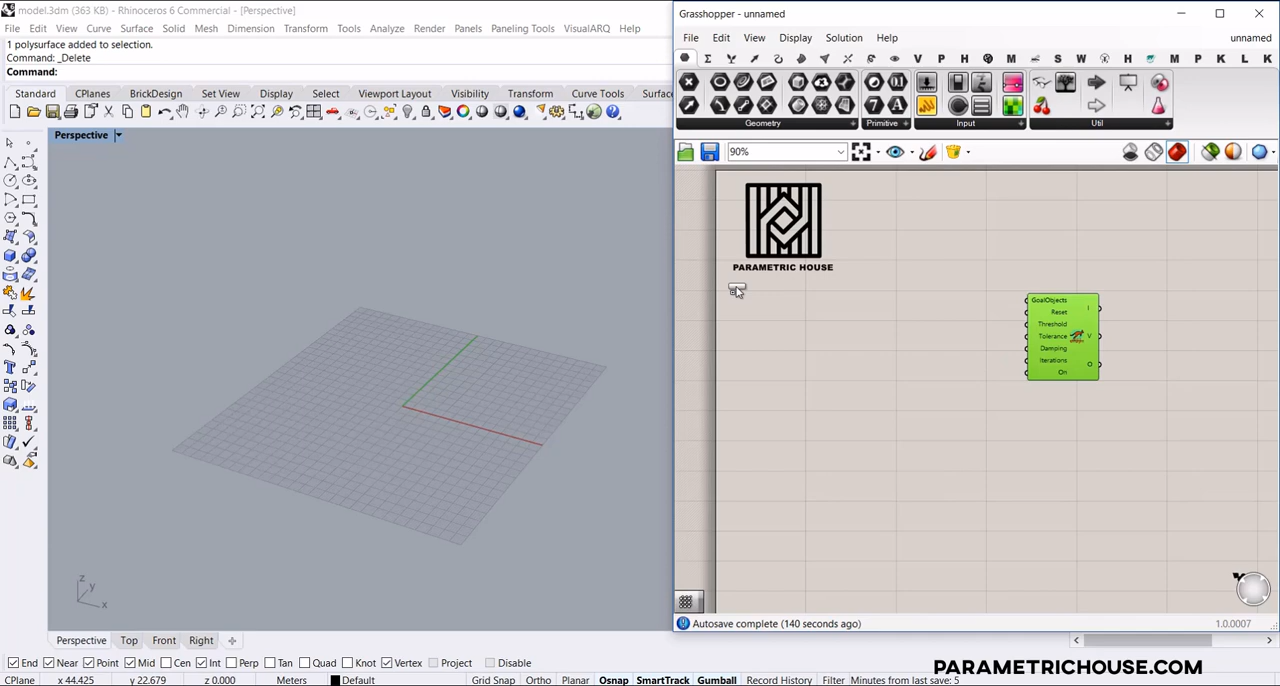 model.3dm (363 KB) - Rhinoceros 6 Commercial - [Perspective]
File Edit View Curve Surface Solid Mesh Dimension Transform Tools Analyze Render Panels Paneling Tools VisualARQ Help
1 polysurface added to selection.
Command: _Delete
Command:
Standard CPlanes BrickDesign Set View Display Select Viewport Layout Visibility Transform Curve Tools Surfac
Perspective
z
y
x
Perspective Top Front Right
End Near Point Mid Cen Int Perp Tan Quad Knot Vertex Project Disable
CPlane x 44.425 y 22.679 z 0.000 Meters Default Grid Snap Ortho Planar Osnap SmartTrack Gumball Record History Filter Minutes from last save: 5
Grasshopper - unnamed
File Edit View Display Solution Help unnamed
V P H M S W H M P K L K
Geometry Primitive Input Util
90%
PARAMETRIC HOUSE
GoalObjects
Reset
Threshold
Tolerance
Damping
Iterations
On
I
V
O
Autosave complete (140 seconds ago) 1.0.0007
PARAMETRICHOUSE.COM